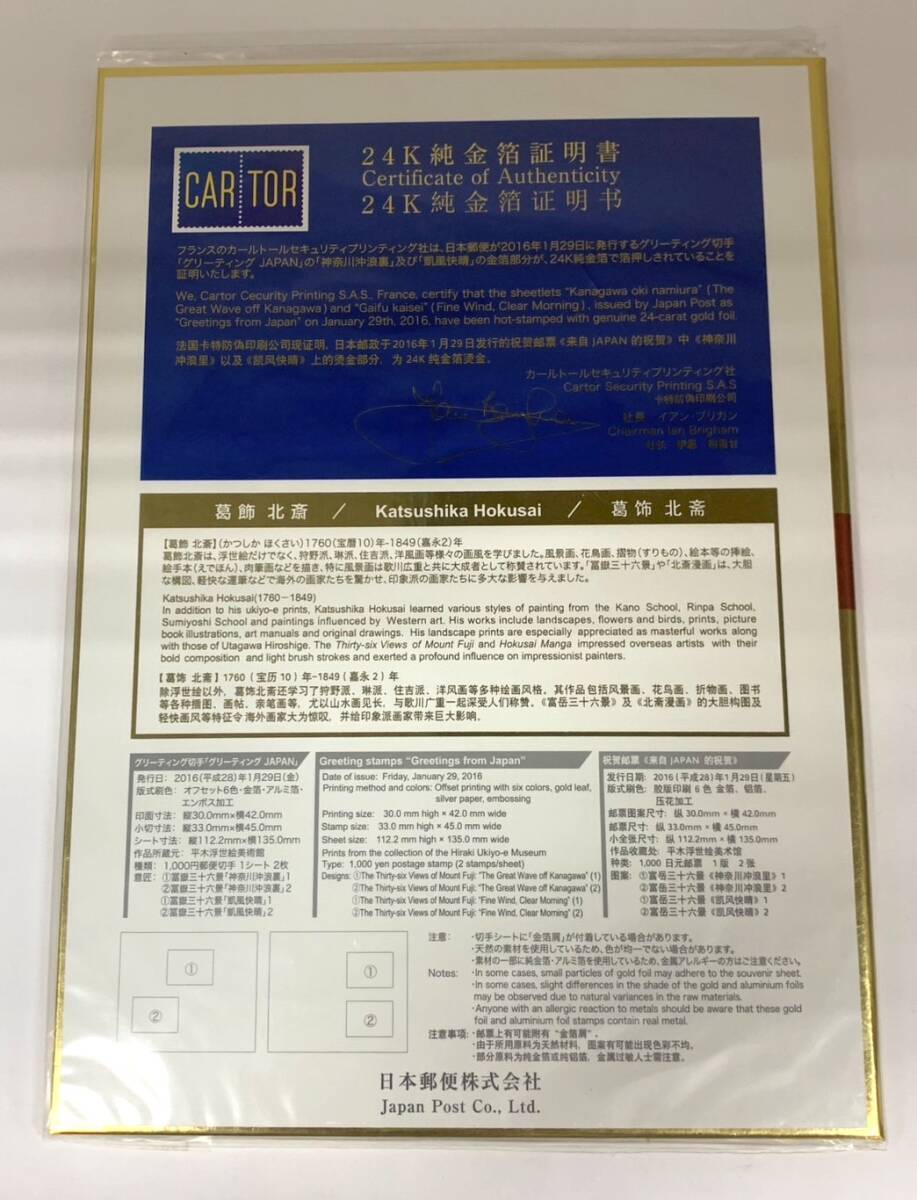 CARTOR
24K純金箔証明書
Certificate of Authenticity
24K純金箔证明书
フランスのカールトールセキュリティプリンティング社は、日本郵便が2016年1月29日に発行するグリーティング切手
「グリーティング JAPAN」の「神奈川沖浪裏」及び「凱風快晴」の金箔部分が、24K純金箔で箔押しされていることを
証明いたします。
We, Cartor Cecurity Printing S.A.S., France, certify that the sheetlets “Kanagawa oki namiura” (The
Great Wave off Kanagawa) and “Gaifu kaisei” (Fine Wind, Clear Morning), issued by Japan Post as
“Greetings from Japan” on January 29th, 2016, have been hot-stamped with genuine 24-carat gold foil.
法国卡特防伪印刷公司现证明，日本邮政于2016年1月29日发行的祝贺邮票《来自JAPAN的祝贺》中《神奈川
冲浪里》以及《凯风快晴》上的烫金部分，为24K纯金箔烫金。
カールトールセキュリティプリンティング社
Cartor Security Printing S.A.S
卡特防伪印刷公司
社長 イアン・ブリガン
Chairman Ian Brigham
社长 伊恩
葛飾 北斎 / Katsushika Hokusai / 葛饰 北斋
【葛飾 北斎】(かつしか ほくさい)1760(宝暦10)年-1849(嘉永2)年
葛飾北斎は、浮世絵だけでなく、狩野派、琳派、住吉派、洋風画等様々の画風を学びました。風景画、花鳥画、摺物(すりもの)、絵本等の挿絵、
絵手本(えでほん)、肉筆画などを描き、特に風景画は歌川広重と共に大成者として称賛されています。「冨嶽三十六景」や「北斎漫画」は、大胆
な構図、軽快な運筆などで海外の画家たちを驚かせ、印象派の画家たちに多大な影響を与えました。
Katsushika Hokusai(1760-1849)
In addition to his ukiyo-e prints, Katsushika Hokusai learned various styles of painting from the Kano School, Rinpa School,
Sumiyoshi School and paintings influenced by Western art. His works include landscapes, flowers and birds, prints, picture
book illustrations, art manuals and original drawings. His landscape prints are especially appreciated as masterful works along
with those of Utagawa Hiroshige. The Thirty-six Views of Mount Fuji and Hokusai Manga impressed overseas artists with their
bold composition and light brush strokes and exerted a profound influence on impressionist painters.
【葛饰 北斋】1760（宝历10）年-1849（嘉永2）年
除浮世绘以外，葛饰北斋还学习了狩野派、琳派、住吉派、洋风画等多种绘画风格。其作品包括风景画、花鸟画、折物画、图书
等各种插图、画帖、亲笔画等，尤以山水画见长，与歌川广重一起深受人们称赞。《富岳三十六景》及《北斋漫画》的大胆构图及
轻快画风等特征令海外画家大为惊叹，并给印象派画家带来巨大影响。
グリーティング切手「グリーティング JAPAN」
発行日： 2016(平成28)年1月29日(金)
版式刷色： オフセット6色・金箔・アルミ箔・
エンボス加工
印面寸法： 縦30.0mm×横42.0mm
小切寸法： 縦33.0mm×横45.0mm
シート寸法： 縦112.2mm×横135.0mm
作品所蔵元： 平木浮世絵美術館
種類： 1,000円郵便切手1シート2枚
意匠： ①冨嶽三十六景「神奈川沖浪裏」1
②冨嶽三十六景「神奈川沖浪裏」2
①冨嶽三十六景「凱風快晴」1
②冨嶽三十六景「凱風快晴」2
Greeting stamps “Greetings from Japan”
Date of issue: Friday, January 29, 2016
Printing method and colors: Offset printing with six colors, gold leaf,
silver paper, embossing
Printing size: 30.0 mm high × 42.0 mm wide
Stamp size: 33.0 mm high × 45.0 mm wide
Sheet size: 112.2 mm high × 135.0 mm wide
Prints from the collection of the Hiraki Ukiyo-e Museum
Type: 1,000 yen postage stamp (2 stamps/sheet)
Designs: ①The Thirty-six Views of Mount Fuji: “The Great Wave off Kanagawa” (1)
②The Thirty-six Views of Mount Fuji: “The Great Wave off Kanagawa” (2)
①The Thirty-six Views of Mount Fuji: “Fine Wind, Clear Morning” (1)
②The Thirty-six Views of Mount Fuji: “Fine Wind, Clear Morning” (2)
祝贺邮票《来自JAPAN 的祝贺》
发行日期： 2016(平成28)年1月29日(星期五)
版式刷色： 胶版印刷6色 金箔、铝箔、
压花加工
邮票图案尺寸： 纵 30.0mm× 横 42.0mm
邮票尺寸： 纵 33.0mm× 横 45.0mm
小全张尺寸： 纵 112.2mm× 横 135.0mm
作品收藏处： 平木浮世绘美术馆
种类： 1,000 日元邮票 1版 2张
图案： ①富岳三十六景《神奈川冲浪里》1
②富岳三十六景《神奈川冲浪里》2
①富岳三十六景《凯风快晴》1
②富岳三十六景《凯风快晴》2
①
②
①
②
注意： ・切手シートに「金箔屑」が付着している場合があります。
・天然の素材を使用しているため、色が均一でない場合があります。
・素材の一部に純金箔・アルミ箔を使用しているため、金属アレルギーの方はご注意ください。
Notes: ・In some cases, small particles of gold foil may adhere to the souvenir sheet.
・In some cases, slight differences in the shade of the gold and aluminium foils
may be observed due to natural variances in the raw materials.
・Anyone with an allergic reaction to metals should be aware that these gold
foil and aluminium foil stamps contain real metal.
注意事项： ・邮票上有可能附有“金箔屑”。
・由于所用原料为天然材料，图案有可能出现色彩不均。
・部分原料为纯金箔或纯铝箔，金属过敏人士需注意。
日本郵便株式会社
Japan Post Co., Ltd.